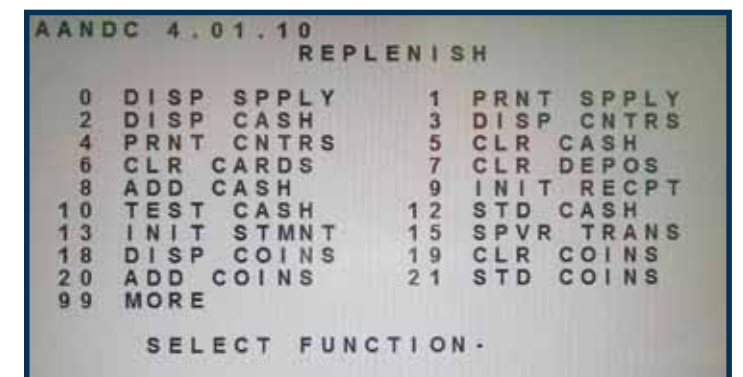 AANDC 4.01.10
REPLENISH
0 DISP SPPLY 1 PRNT SPPLY
2 DISP CASH 3 DISP CNTRS
4 PRNT CNTRS 5 CLR CASH
6 CLR CARDS 7 CLR DEPOS
8 ADD CASH 9 INIT RECPT
10 TEST CASH 12 STD CASH
13 INIT STMNT 15 SPVR TRANS
18 DISP COINS 19 CLR COINS
20 ADD COINS 21 STD COINS
99 MORE
SELECT FUNCTION-